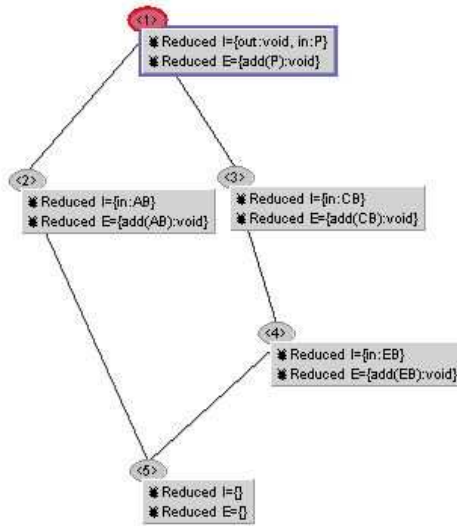 <1>
Reduced I={out:void, in:P}
Reduced E={add(P):void}
<2>
Reduced I={in:AB}
Reduced E={add(AB):void}
<3>
Reduced I={in:CB}
Reduced E={add(CB):void}
<4>
Reduced I={in:EB}
Reduced E={add(EB):void}
<5>
Reduced I={}
Reduced E={}